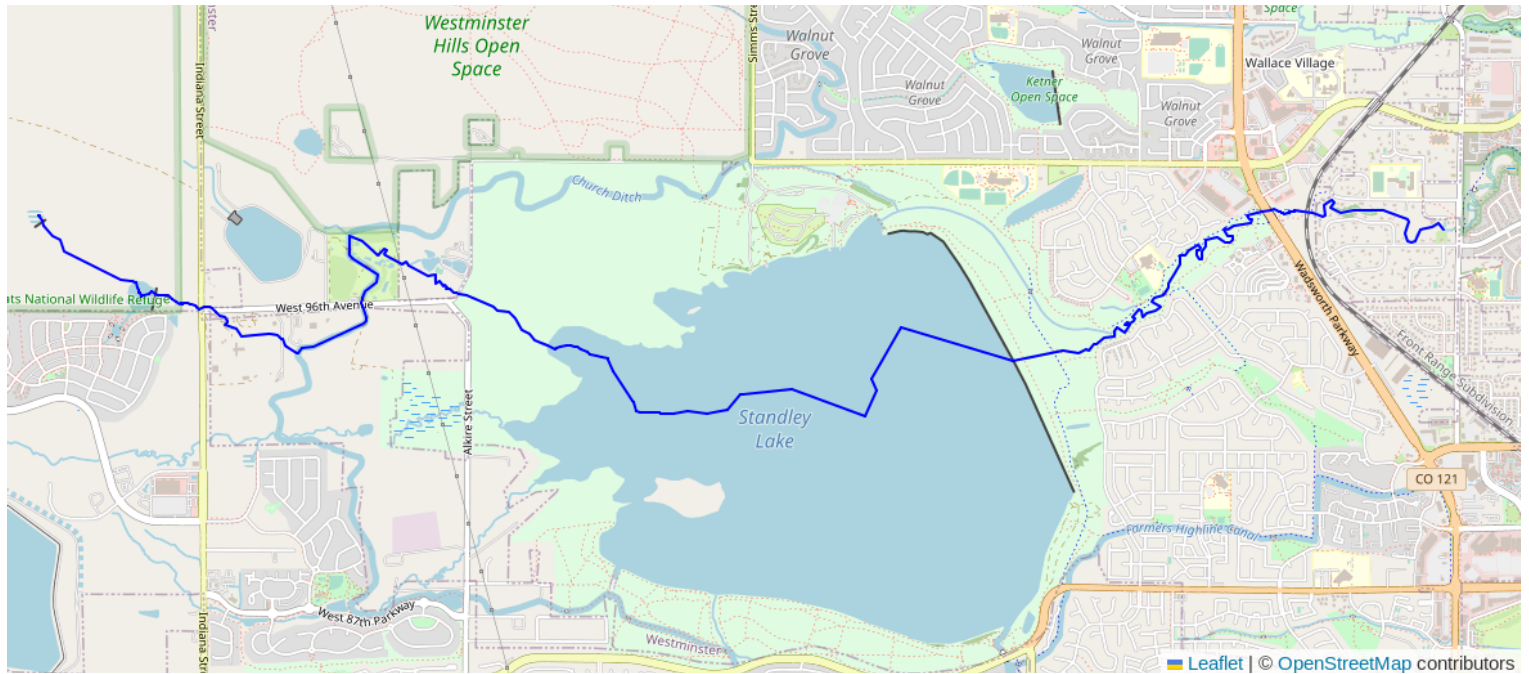 Westminster
Hills Open
Space
Walnut
Grove
Simms Stre
Walnut
Grove
Space
Wallace Village
Ketner
Open Space
Walnut
Grove
Walnut
Grove
nster
Indiana Street
Church Ditch
ats National Wildlife Refuge
West 96th Avenue
Wadsworth Parkway
Front Range Subdivision
Alkire Street
Standley
Lake
CO 121
Farmers Highline Canal
West 87th Parkway
Indiana Stre
Westminster
Leaflet | © OpenStreetMap contributors